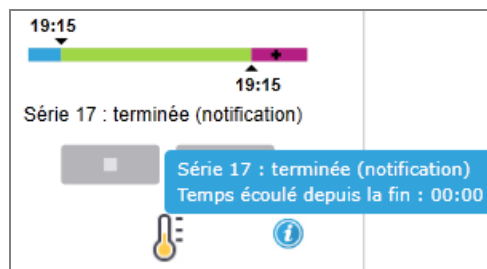 19:15
19:15
Série 17 : terminée (notification)
Série 17 : terminée (notification)
Temps écoulé depuis la fin : 00:00
i